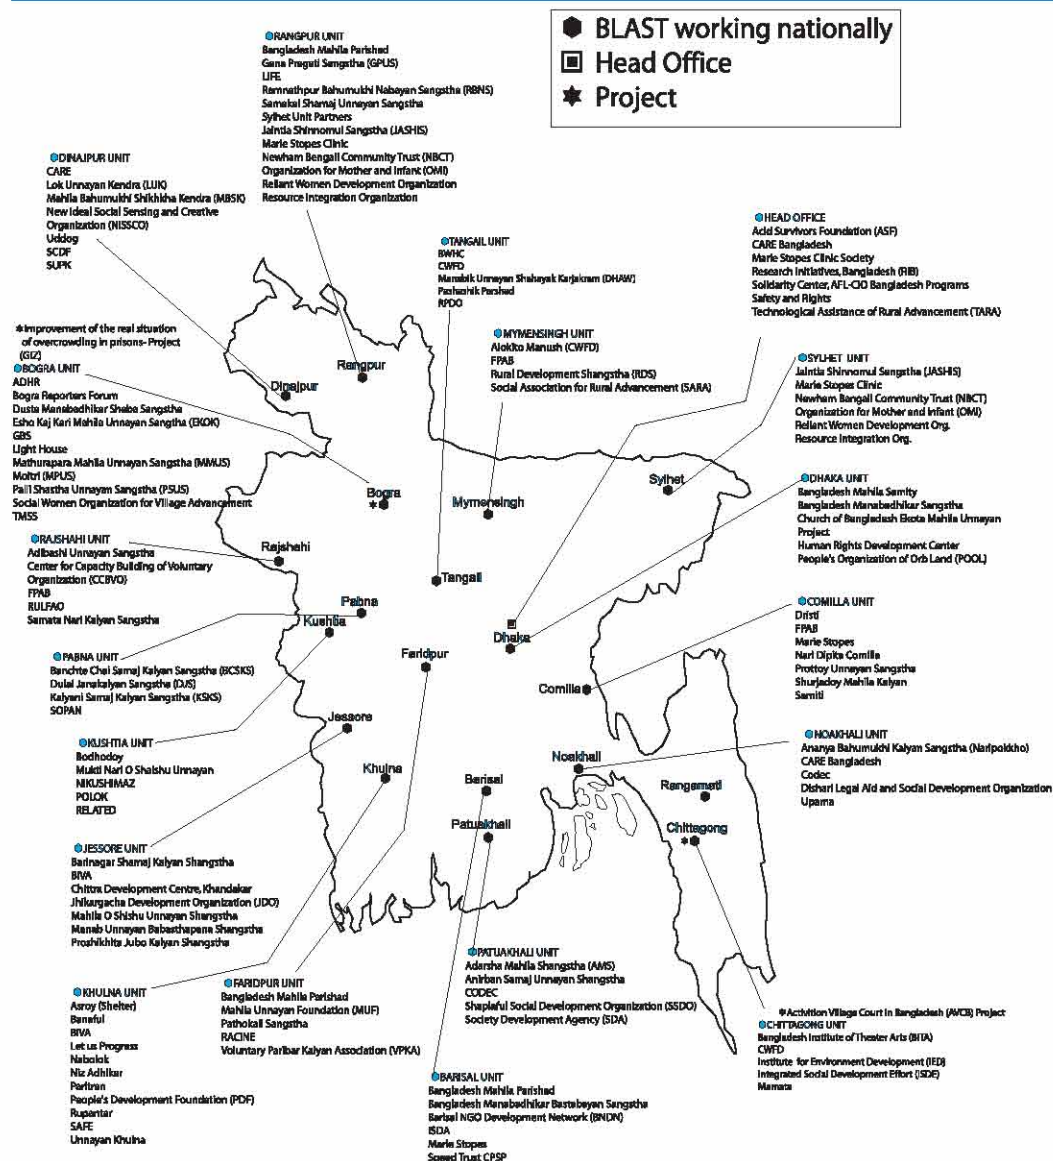 BLAST working nationally
Head Office
Project
RANGPUR UNIT
Bangladesh Mahila Parishad
Gana Pragati Sangstha (GPUS)
LIFE
Ramnathpur Bahumukhi Nabayan Sangstha (RBNS)
Samakal Shamaj Unnayan Sangstha
Sylhet Unit Partners
Jaintia Shinnomul Sangstha (JASHIS)
Marie Stopes Clinic
Newham Bengali Community Trust (NBCT)
Organization for Mother and Infant (OMI)
Reliant Women Development Organization
Resource Integration Organization
DINAJPUR UNIT
CARE
Lok Unnayan Kendra (LUK)
Mahila Bahumukhi Shikhkha Kendra (MBSK)
New Ideal Social Sensing and Creative
Organization (NISSCO)
Uddog
SCDF
SUPK
TANGAIL UNIT
BWHC
CWFD
Manabik Unnayan Shahayak Karjakram (DHAW)
Pashashik Parshad
RPDO
HEAD OFFICE
Acid Survivors Foundation (ASF)
CARE Bangladesh
Marie Stopes Clinic Society
Research Initiatives, Bangladesh (RIB)
Solidarity Center, AFL-CIO Bangladesh Programs
Safety and Rights
Technological Assistance of Rural Advancement (TARA)
*Improvement of the real situation
of overcrowding in prisons- Project
(GIZ)
BOGRA UNIT
ADHR
Bogra Reporters Forum
Dusta Manabadhikar Sheba Sangstha
Esho Kaj Kari Mahila Unnayan Sangtha (EKOK)
GBS
Light House
Mathurapara Mahila Unnayan Sangstha (MMUS)
Moitri (MPUS)
Palli Shastha Unnayan Sangstha (PSUS)
Social Women Organization for Village Advancement
TMSS
MYMENSINGH UNIT
Alokito Manush (CWFD)
FPAB
Rural Development Shangstha (RDS)
Social Association for Rural Advancement (SARA)
SYLHET UNIT
Jaintia Shinnomul Sangstha (JASHIS)
Marie Stopes Clinic
Newham Bangali Community Trust (NBCT)
Organization for Mother and Infant (OMI)
Reliant Women Development Org.
Resource Integration Org.
DHAKA UNIT
Bangladesh Mahila Samity
Bangladesh Manabadhikar Sangstha
Church of Bangladesh Ekota Mahila Unnayan
Project
Human Rights Development Center
People's Organization of Orb Land (POOL)
Rangpur
Dinajpur
Bogra
Mymensingh
Sylhet
Rajshahi
Tangail
Pabna
Kushtia
Dhaka
Faridpur
Comilla
Jessore
Khulna
Barisal
Noakhali
Rangamati
Patuakhali
Chittagong
RAJSHAHI UNIT
Adibashi Unnayan Sangstha
Center for Capacity Building of Voluntary
Organization (CCBVO)
FPAB
RULFAO
Samata Nari Kalyan Sangstha
COMILLA UNIT
Dristi
FPAB
Marie Stopes
Nari Dipika Comilla
Prottoy Unnayan Sangstha
Shurjadoy Mahila Kalyan
Samiti
PABNA UNIT
Banchte Chai Samaj Kalyan Sangstha (BCSKS)
Dulai Janakalyan Sangstha (DJS)
Kalyani Samaj Kalyan Sangstha (KSKS)
SOPAN
KUSHTIA UNIT
Bodhodoy
Mukti Nari O Shaishu Unnayan
NIKUSHIMAZ
POLOK
RELATED
NOAKHALI UNIT
Ananya Bahumukhi Kalyan Sangstha (Naripokkho)
CARE Bangladesh
Codec
Dishari Legal Aid and Social Development Organization
Upama
JESSORE UNIT
Barinagar Shamaj Kalyan Shangstha
BIVA
Chittra Development Centre, Khandakar
Jhikargacha Development Organization (JDO)
Mahila O Shishu Unnayan Shangstha
Manab Unnayan Babasthapana Shangstha
Proshikhita Jubo Kalyan Shangstha
KHULNA UNIT
Asroy (Shelter)
Banaful
BIVA
Let us Progress
Nabolok
Niz Adhikar
Paritran
People's Development Foundation (PDF)
Rupantar
SAFE
Unnayan Khulna
FARIDPUR UNIT
Bangladesh Mahila Parishad
Mahila Unnayan Foundation (MUF)
Pathokali Sangstha
RACINE
Voluntary Paribar Kalyan Association (VPKA)
PATUAKHALI UNIT
Adarsha Mahila Shangstha (AMS)
Anirban Samaj Unnayan Shangstha
CODEC
Shaplaful Social Development Organization (SSDO)
Society Development Agency (SDA)
BARISAL UNIT
Bangladesh Mahila Parishad
Bangladesh Manabadhikar Bastabayan Sangstha
Barisal NGO Development Network (BNDN)
ISDA
Marie Stopes
Speed Trust CPSP
*Activition Village Court in Bangladesh (AVCB) Project
CHITTAGONG UNIT
Bangladesh Institute of Theater Arts (BITA)
CWFD
Institute for Environment Development (IED)
Integrated Social Development Effort (ISDE)
Mamata